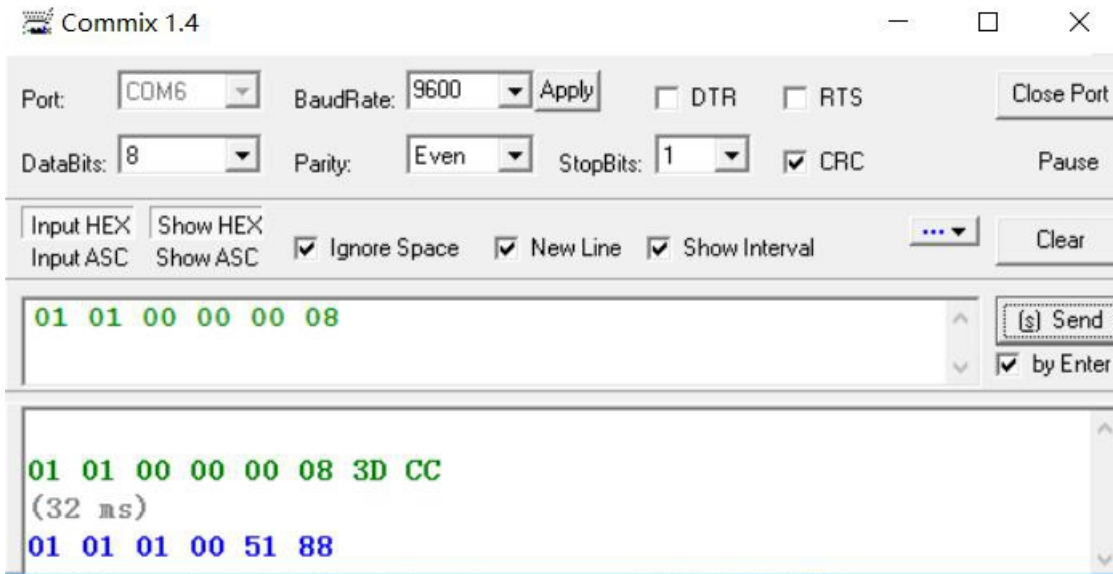 Commix 1.4
Port: COM6 BaudRate: 9600 Apply DTR RTS Close Port
DataBits: 8 Parity: Even StopBits: 1 CRC Pause
Input HEX Show HEX
Input ASC Show ASC Ignore Space New Line Show Interval ... Clear
01 01 00 00 00 08
(s) Send
by Enter
01 01 00 00 00 08 3D CC
(32 ms)
01 01 01 00 51 88